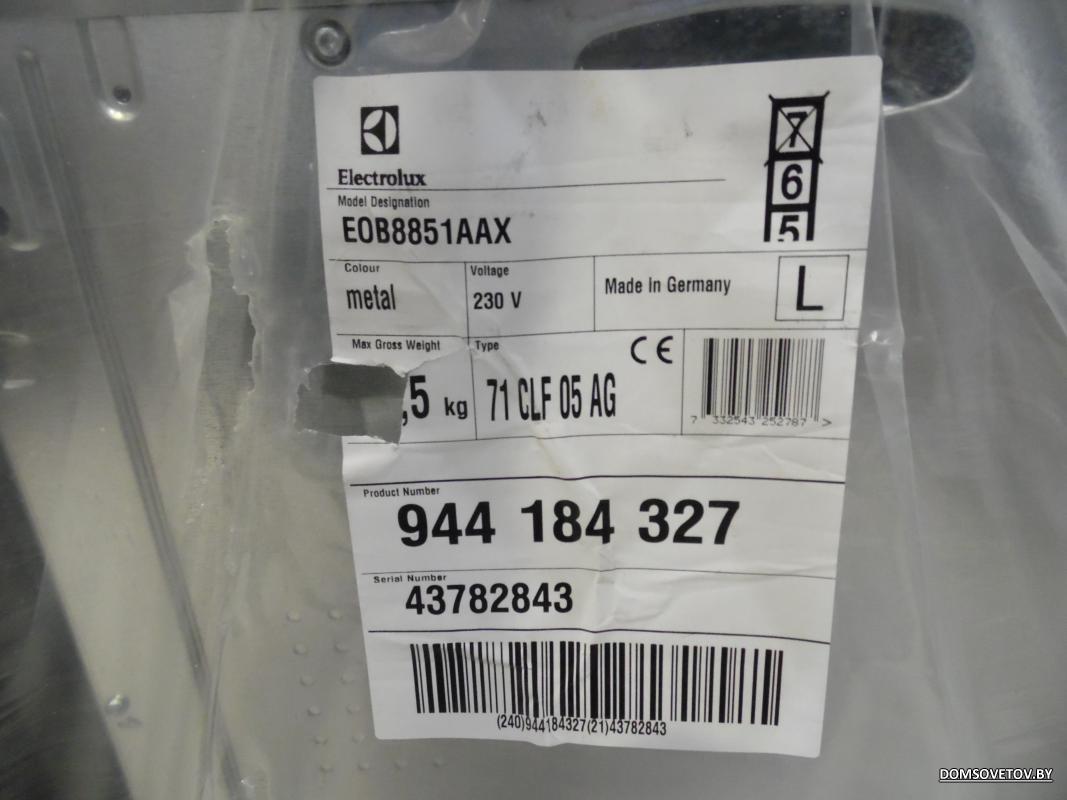 7
6
5
Electrolux
Model Designation
EOB8851AAX
Colour
metal
Voltage
230 V
Made In Germany
L
Max Gross Weight
,5 kg
Type
71 CLF 05 AG
CE
7 332543 252787 >
Product Number
944 184 327
Serial Number
43782843
(240)944184327(21)43782843
DOMSOVETOV.BY